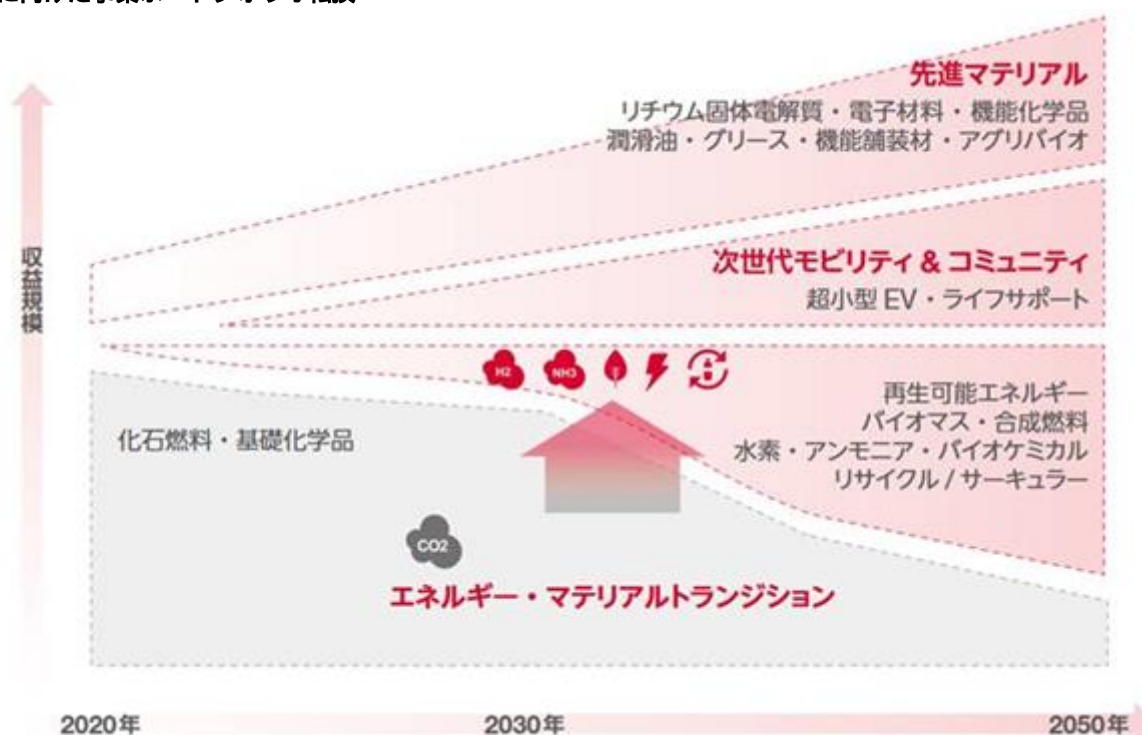 先進マテリアル
リチウム固体電解質・電子材料・機能化学品
潤滑油・グリース・機能舗装材・アグリバイオ
収益規模
次世代モビリティ & コミュニティ
超小型 EV・ライフサポート
H2
NH3
再生可能エネルギー
バイオマス・合成燃料
水素・アンモニア・バイオケミカル
リサイクル / サーキュラー
化石燃料・基礎化学品
CO2
エネルギー・マテリアルトランジション
2020年
2030年
2050年